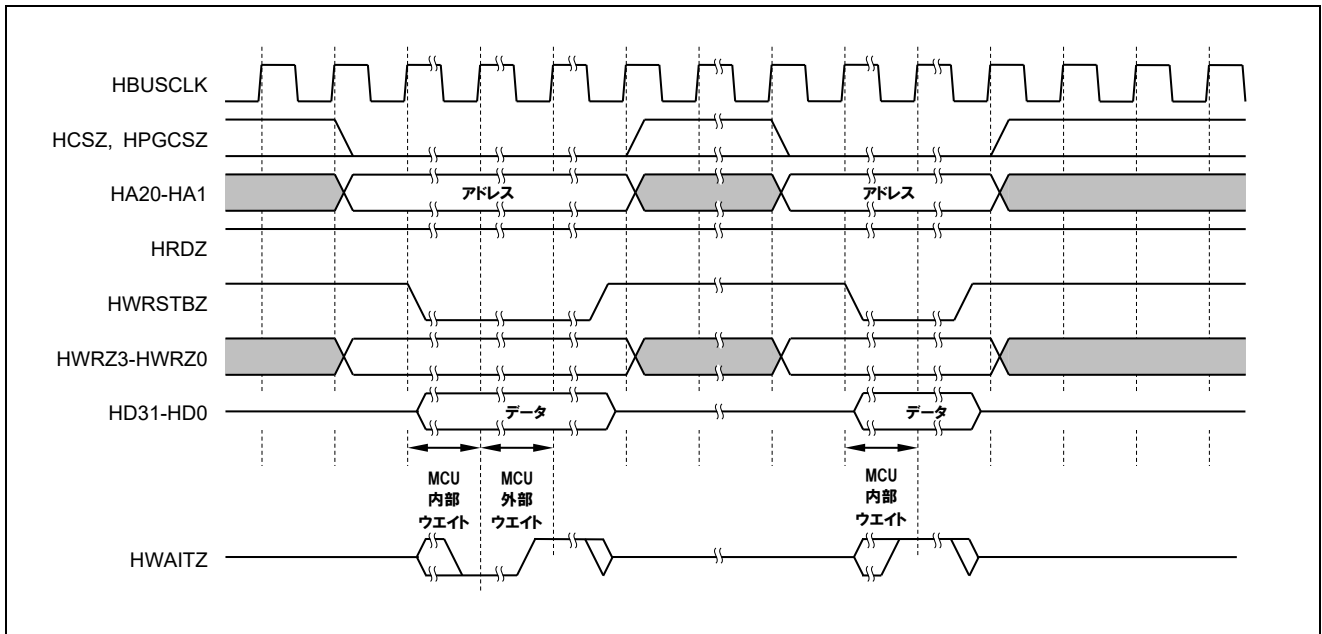 HBUSCLK
HCSZ, HPGCSZ
HA20-HA1
アドレス
アドレス
HRDZ
HWRSTBZ
HWRZ3-HWRZ0
HD31-HD0
データ
データ
MCU
内部
ウエイト
MCU
外部
ウエイト
MCU
内部
ウエイト
HWAITZ